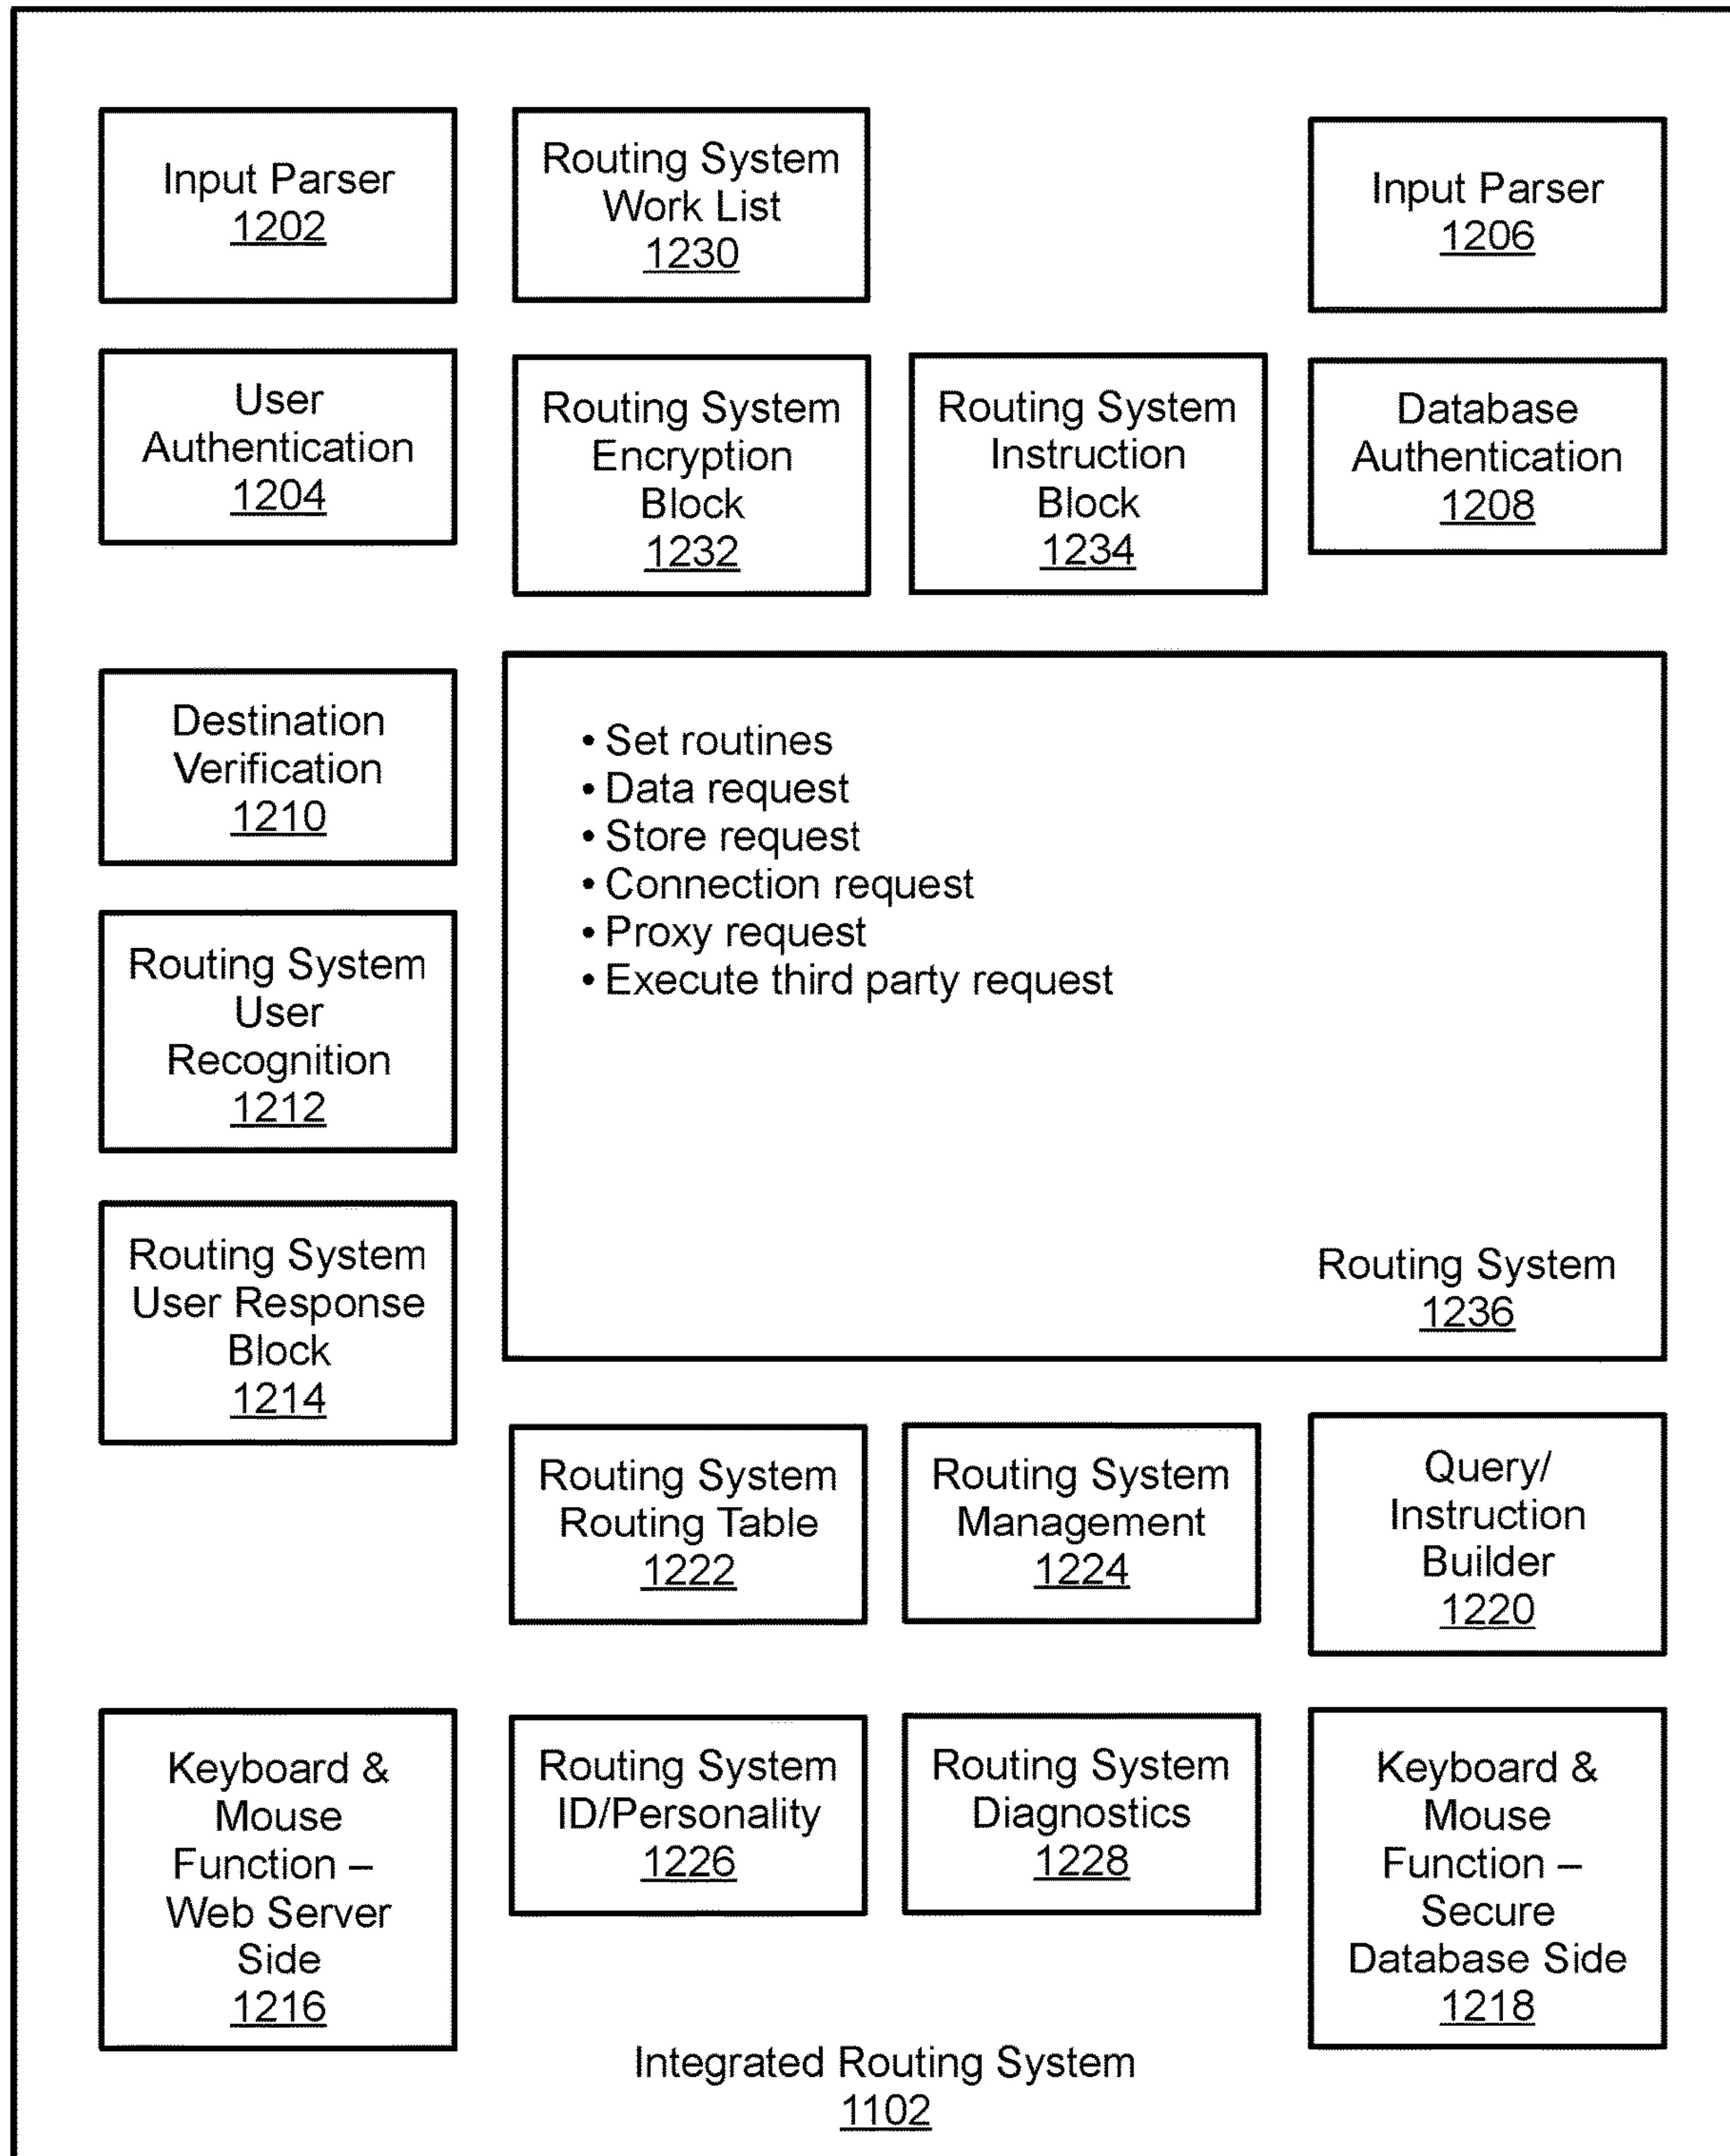 Input Parser
1202
Routing System
Work List
1230
Input Parser
1206
User
Authentication
1204
Routing System
Encryption
Block
1232
Routing System
Instruction
Block
1234
Database
Authentication
1208
Destination
Verification
1210
Routing System
User
Recognition
1212
Routing System
User Response
Block
1214
• Set routines
• Data request
• Store request
• Connection request
• Proxy request
• Execute third party request
Routing System
1236
Routing System
Routing Table
1222
Routing System
Management
1224
Query/
Instruction
Builder
1220
Keyboard &
Mouse
Function –
Web Server
Side
1216
Routing System
ID/Personality
1226
Routing System
Diagnostics
1228
Keyboard &
Mouse
Function –
Secure
Database Side
1218
Integrated Routing System
1102